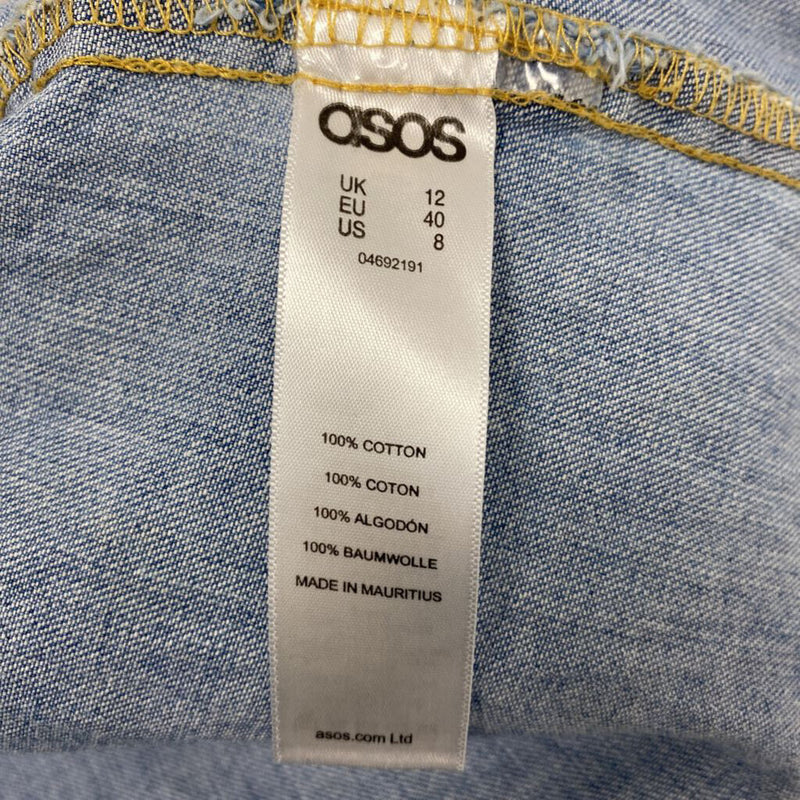 asos
UK 12
EU 40
US 8
04692191
100% COTTON
100% COTON
100% ALGODÓN
100% BAUMWOLLE
MADE IN MAURITIUS
asos.com Ltd